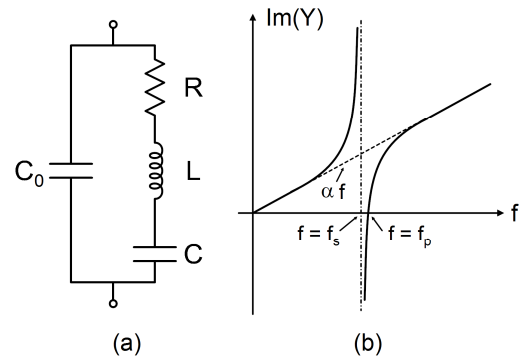 R
C₀
L
C
(a)
Im(Y)
α f
f
f = fₛ
f = fₚ
(b)